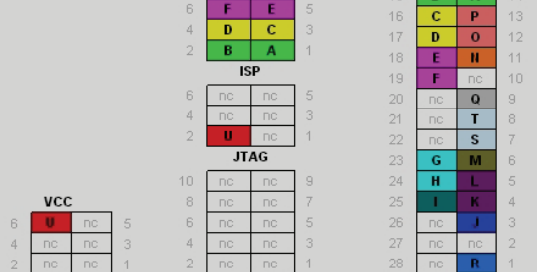 6 F E 5
4 D C 3
2 B A 1
ISP
6 nc nc 5
4 nc nc 3
2 U nc 1
JTAG
10 nc nc 9
8 nc nc 7
6 nc nc 5
4 nc nc 3
2 nc nc 1
VCC
6 U nc 5
4 nc nc 3
2 nc nc 1
16 C P 13
17 D O 12
18 E N 11
19 F nc 10
20 nc Q 9
21 nc T 8
22 nc S 7
23 G M 6
24 H L 5
25 I K 4
26 nc J 3
27 nc nc 2
28 nc R 1